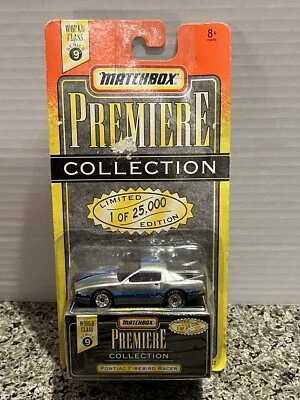 WORLD CLASS
SERIES
9
8+
MATCHBOX
PREMIERE
COLLECTION
LIMITED
1 OF 25,000
EDITION
WORLD
CLASS
9
MATCHBOX
PREMIERE
COLLECTION
PONTIAC FIREBIRD RACER